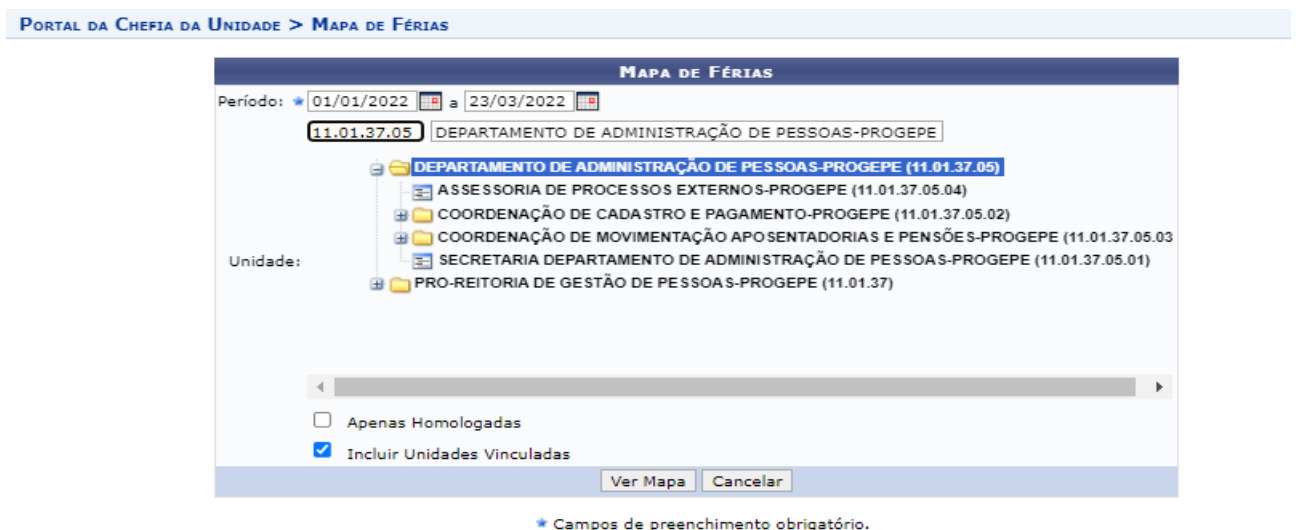 PORTAL DA CHEFIA DA UNIDADE > MAPA DE FÉRIAS
MAPA DE FÉRIAS
Período: 01/01/2022 a 23/03/2022
11.01.37.05 DEPARTAMENTO DE ADMINISTRAÇÃO DE PESSOAS-PROGEPE
DEPARTAMENTO DE ADMINISTRAÇÃO DE PESSOAS-PROGEPE (11.01.37.05)
ASSESSORIA DE PROCESSOS EXTERNOS-PROGEPE (11.01.37.05.04)
COORDENAÇÃO DE CADASTRO E PAGAMENTO-PROGEPE (11.01.37.05.02)
COORDENAÇÃO DE MOVIMENTAÇÃO APOSENTADORIAS E PENSÕES-PROGEPE (11.01.37.05.03
Unidade:
SECRETARIA DEPARTAMENTO DE ADMINISTRAÇÃO DE PESSOAS-PROGEPE (11.01.37.05.01)
PRO-REITORIA DE GESTÃO DE PESSOAS-PROGEPE (11.01.37)
Apenas Homologadas
Incluir Unidades Vinculadas
Ver Mapa Cancelar
Campos de preenchimento obrigatório.